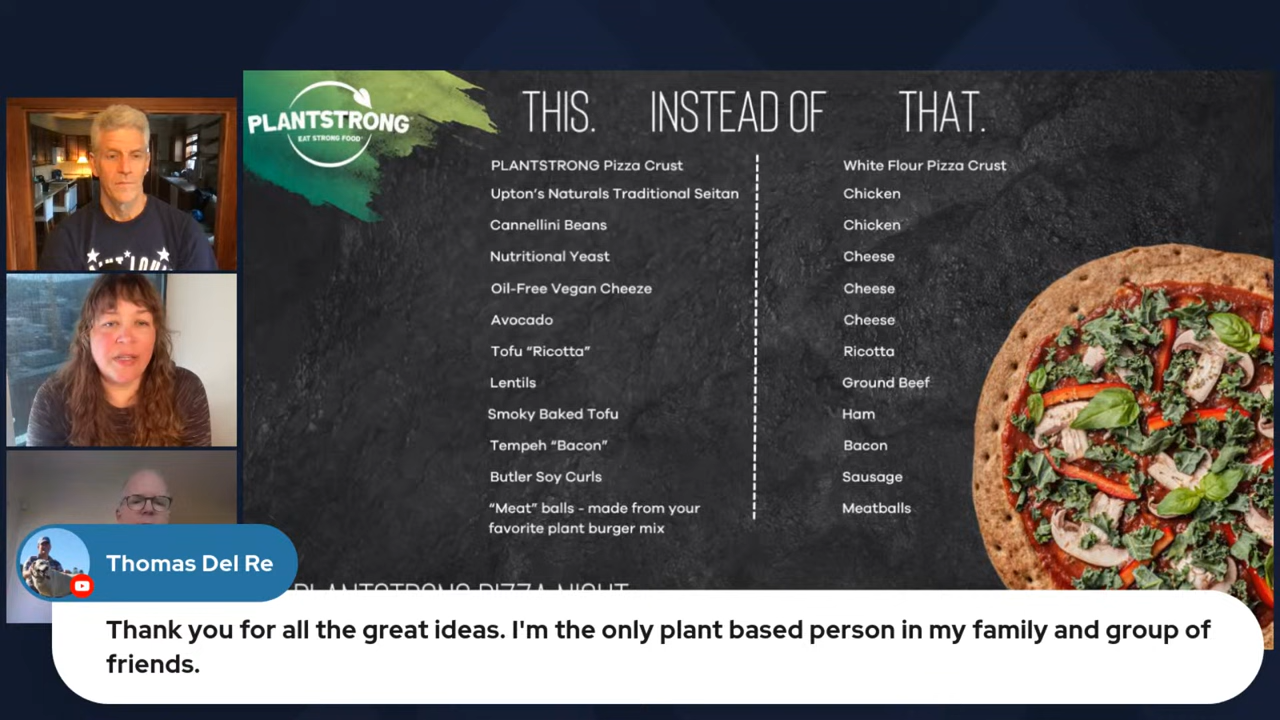 PLANTSTRONG
EAT STRONG FOOD
THIS. INSTEAD OF THAT.
PLANTSTRONG Pizza Crust White Flour Pizza Crust
Upton's Naturals Traditional Seitan Chicken
Cannellini Beans Chicken
Nutritional Yeast Cheese
Oil-Free Vegan Cheeze Cheese
Avocado Cheese
Tofu “Ricotta” Ricotta
Lentils Ground Beef
Smoky Baked Tofu Ham
Tempeh “Bacon” Bacon
Butler Soy Curls Sausage
“Meat” balls - made from your Meatballs
favorite plant burger mix
PLANTSTRONG PIZZA NIGHT
Thomas Del Re
Thank you for all the great ideas. I'm the only plant based person in my family and group of
friends.